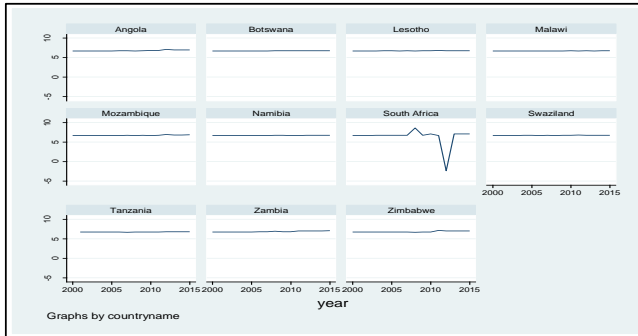 Angola Botswana Lesotho Malawi
10
5
0
-5
Mozambique Namibia South Africa Swaziland
10
5
0
-5
2000 2005 2010 2015
Tanzania Zambia Zimbabwe
10
5
0
-5
2000 2005 2010 2015 2000 2005 2010 2015 2000 2005 2010 2015
year
Graphs by countryname